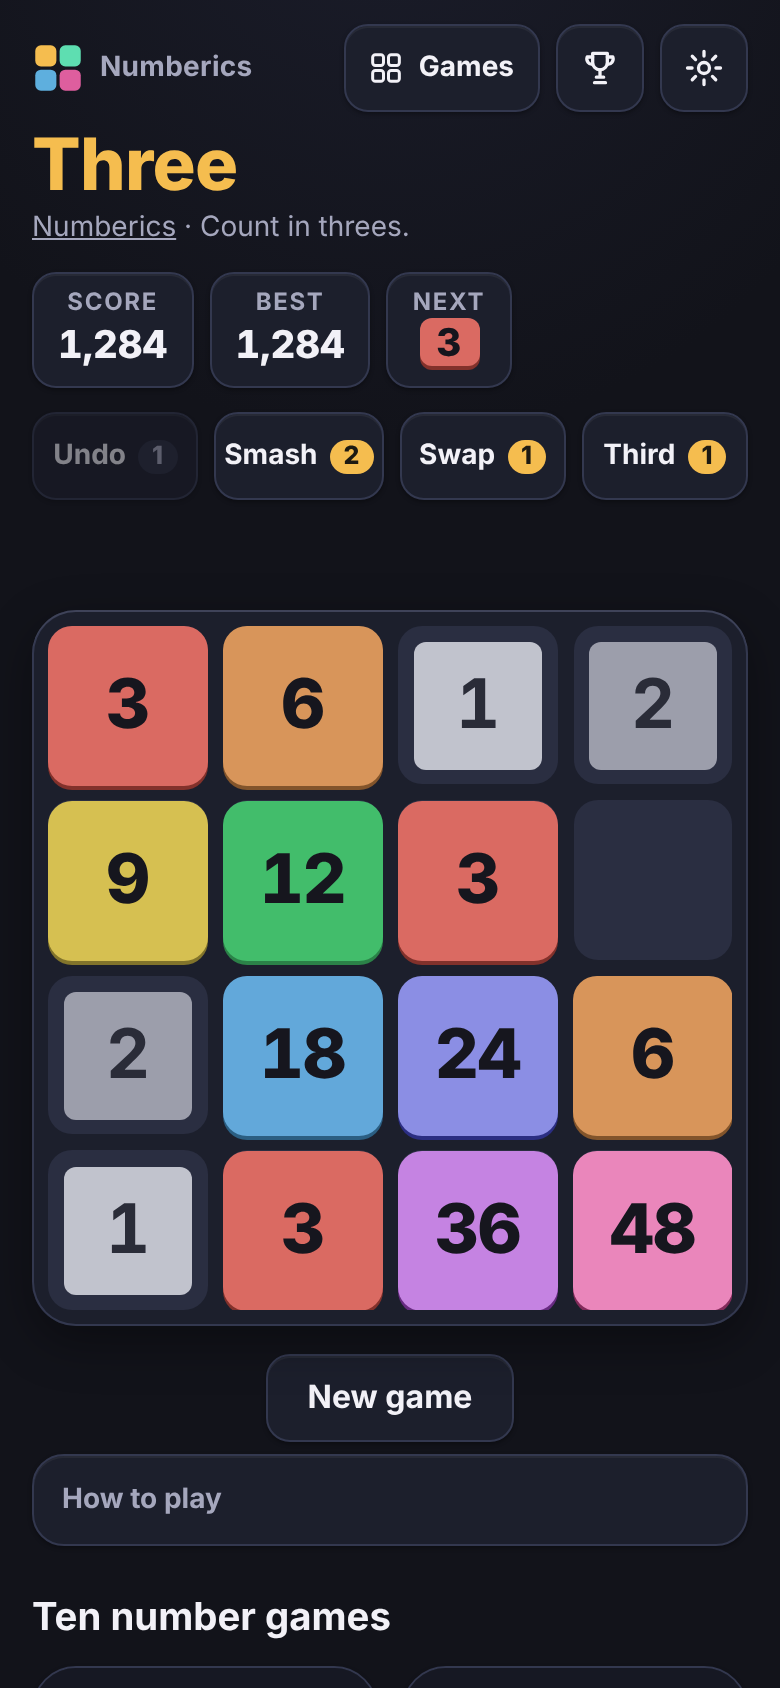 Numberics
Games
Three
Numberics · Count in threes.
SCORE BEST NEXT
1,284 1,284 3
Undo 1 Smash 2 Swap 1 Third 1
3 6 1 2
9 12 3
2 18 24 6
1 3 36 48
New game
How to play
Ten number games